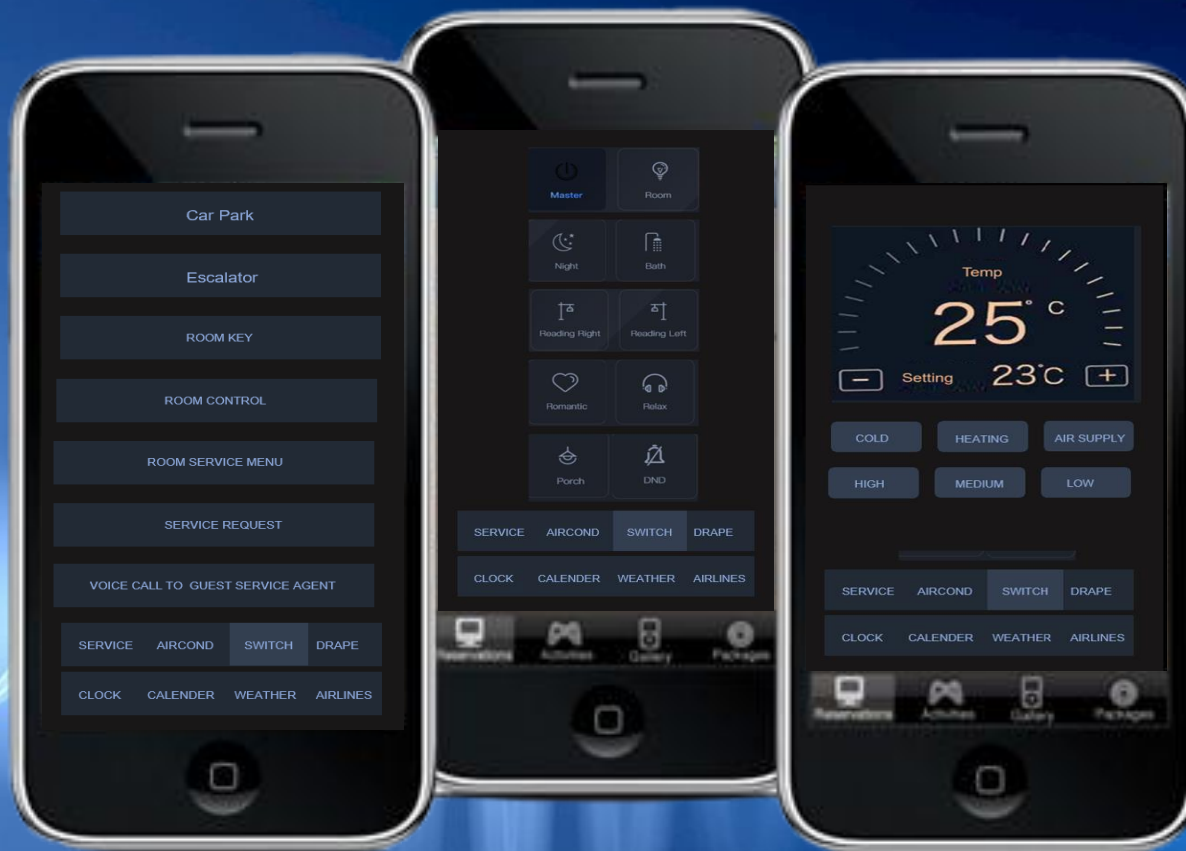 Car Park
Escalator
ROOM KEY
ROOM CONTROL
ROOM SERVICE MENU
SERVICE REQUEST
VOICE CALL TO GUEST SERVICE AGENT
SERVICE AIRCOND SWITCH DRAPE
CLOCK CALENDER WEATHER AIRLINES
Master Room
Night Bath
Reading Right Reading Left
Romantic Relax
Porch DND
SERVICE AIRCOND SWITCH DRAPE
CLOCK CALENDER WEATHER AIRLINES
Reservations Activities Gallery Packages
Temp
25°C
Setting 23°C
COLD HEATING AIR SUPPLY
HIGH MEDIUM LOW
SERVICE AIRCOND SWITCH DRAPE
CLOCK CALENDER WEATHER AIRLINES
Reservations Activities Gallery Packages